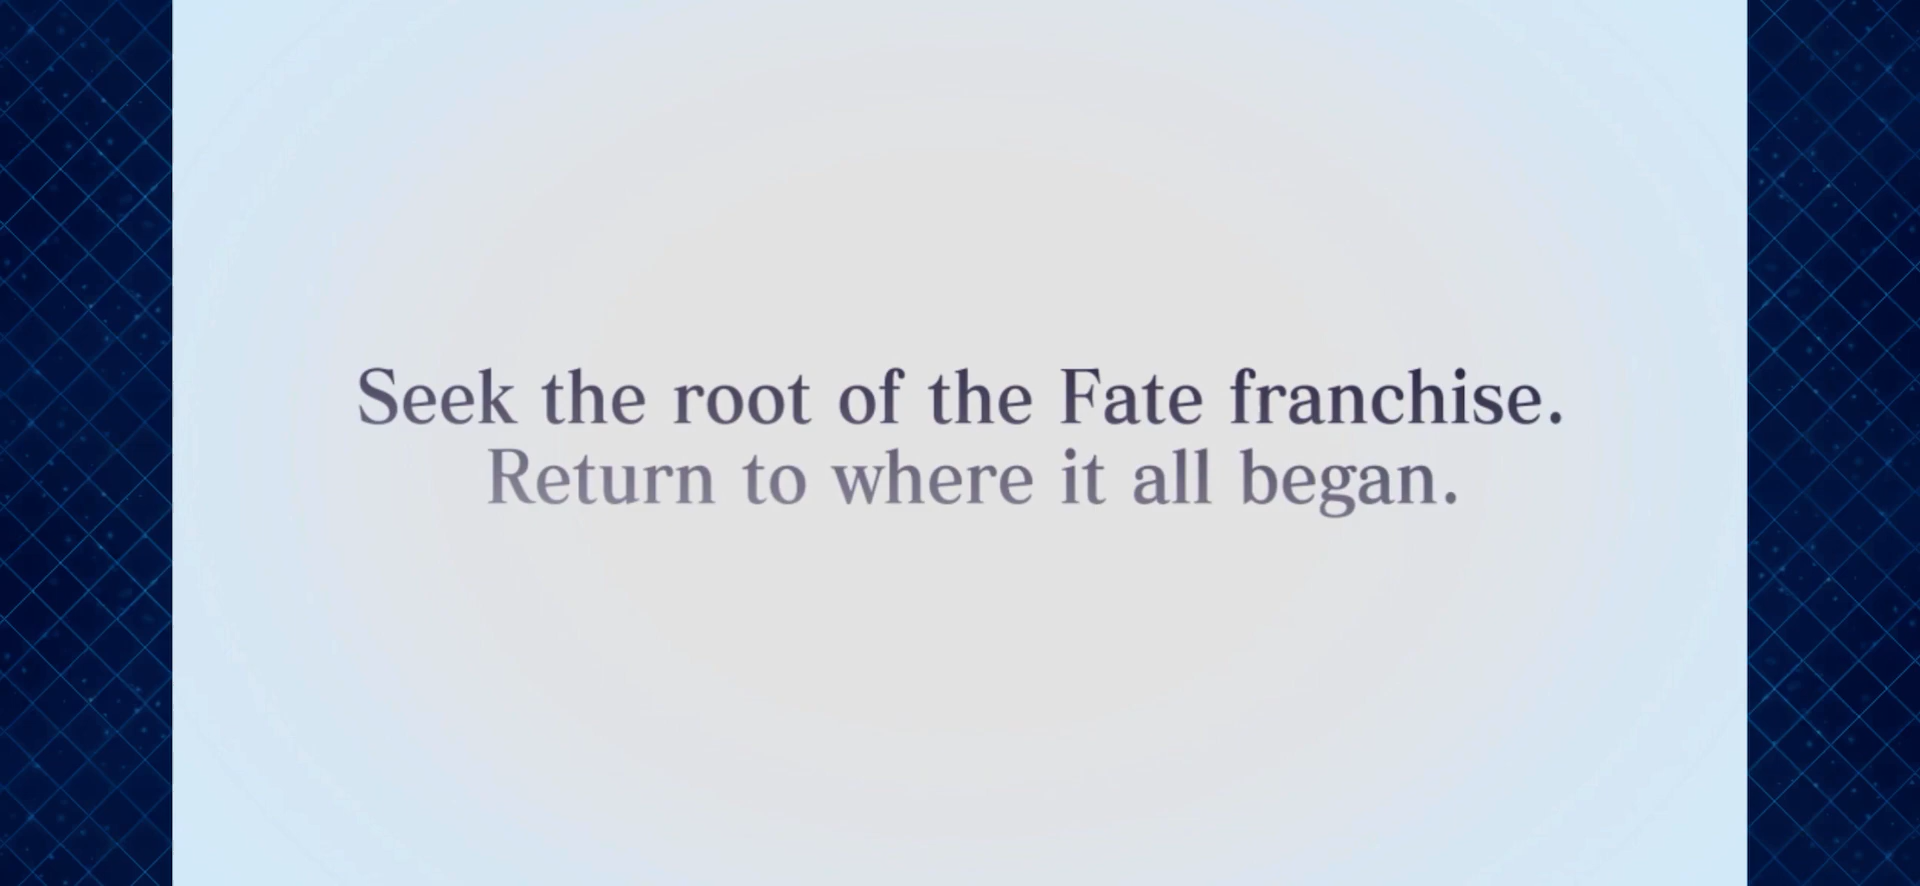 Seek the root of the Fate franchise.
Return to where it all began.